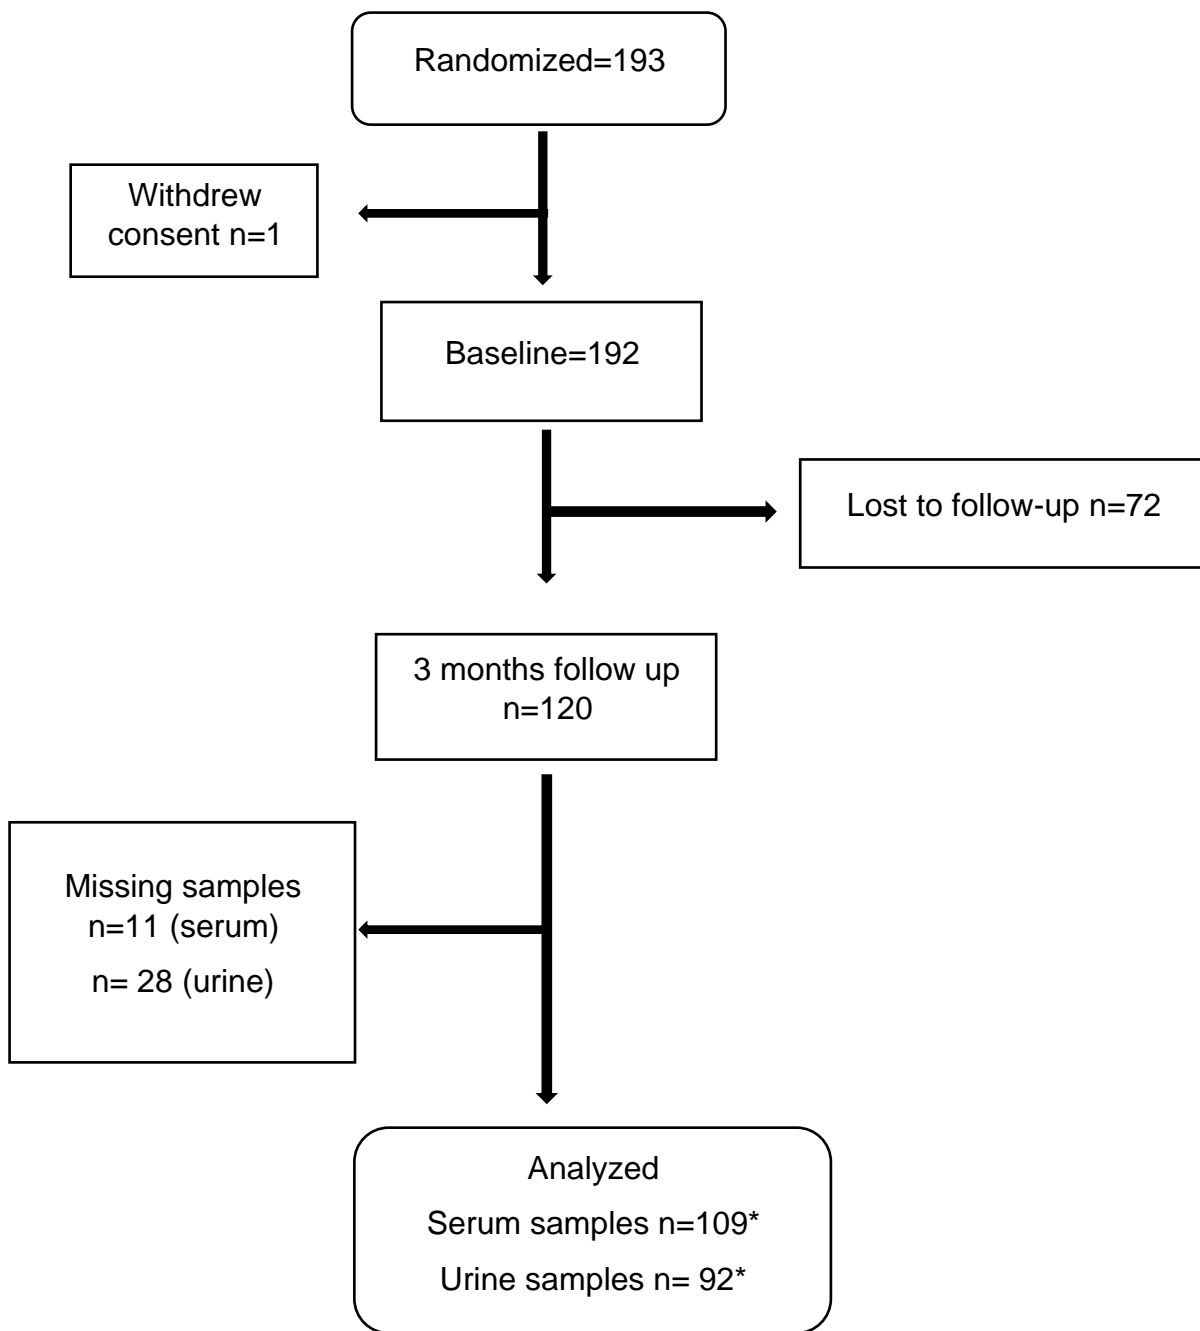 Randomized=193
Withdrew
consent n=1
Baseline=192
Lost to follow-up n=72
3 months follow up
n=120
Missing samples
n=11 (serum)
n= 28 (urine)
Analyzed
Serum samples n=109*
Urine samples n= 92*